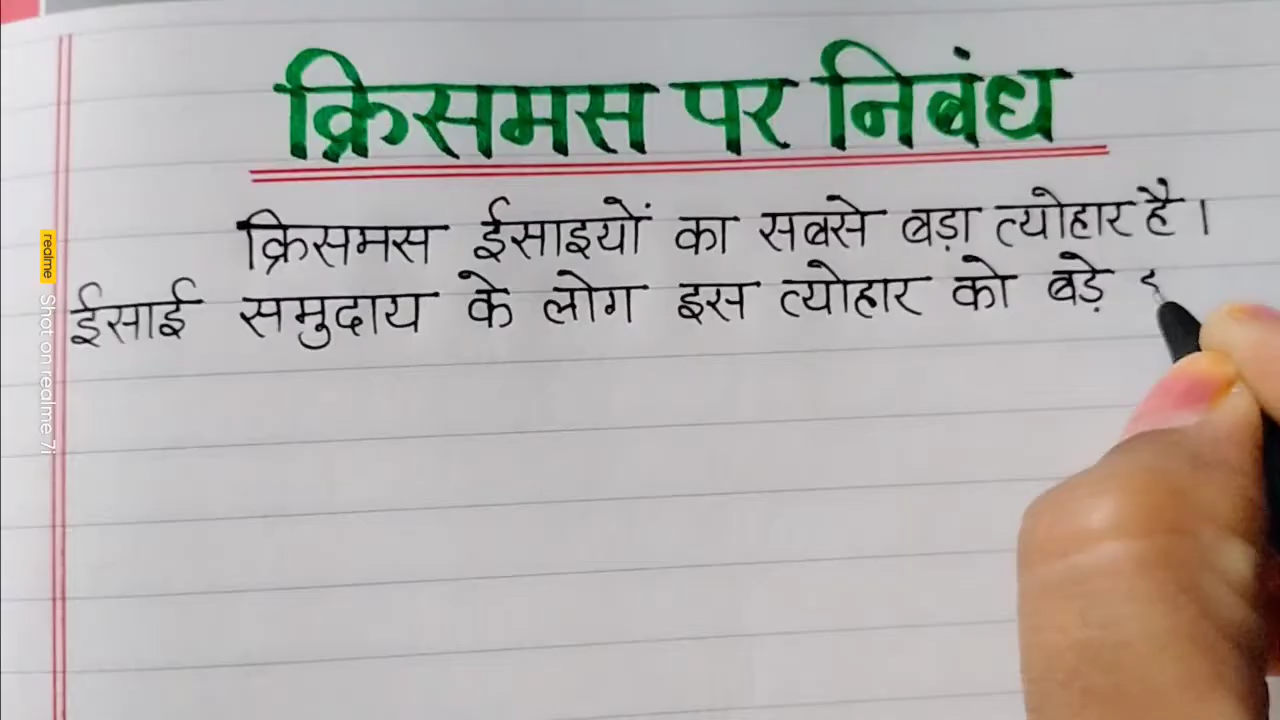 क्रिसमस पर निबंध
क्रिसमस ईसाइयों का सबसे बड़ा त्योहार है।
ईसाई समुदाय के लोग इस त्योहार को बड़े
realme
Shot on realme 7i